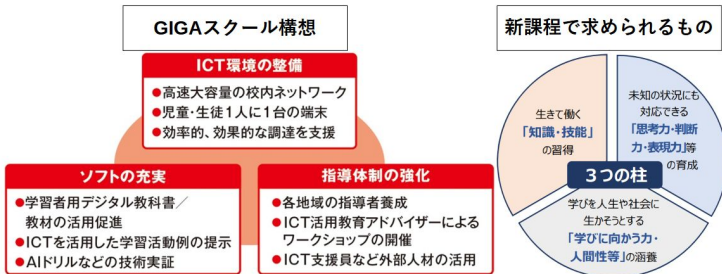 GIGAスクール構想
ICT環境の整備
●高速大容量の校内ネットワーク
●児童・生徒1人に1台の端末
●効率的、効果的な調達を支援
ソフトの充実
●学習者用デジタル教科書／
教材の活用促進
●ICTを活用した学習活動例の提示
●AIドリルなどの技術実証
指導体制の強化
●各地域の指導者養成
●ICT活用教育アドバイザーによる
ワークショップの開催
●ICT支援員など外部人材の活用
新課程で求められるもの
生きて働く
「知識・技能」
の習得
未知の状況にも
対応できる
「思考力・判断
力・表現力」等
の育成
3つの柱
学びを人生や社会に
生かそうとする
「学びに向かう力・
人間性等」の涵養